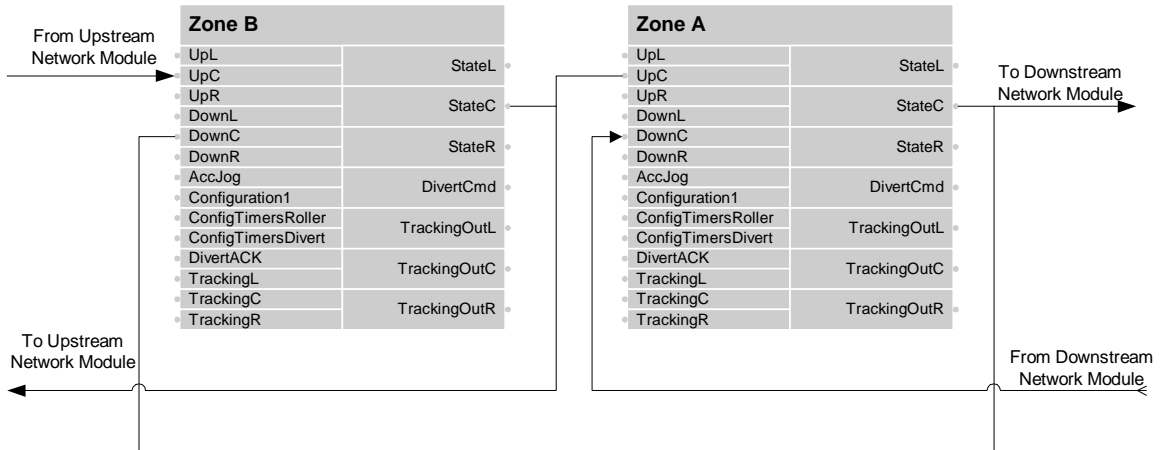 From Upstream
Network Module
Zone B
UpL
UpC
UpR
DownL
DownC
DownR
AccJog
Configuration1
ConfigTimersRoller
ConfigTimersDivert
DivertACK
TrackingL
TrackingC
TrackingR
StateL
StateC
StateR
DivertCmd
TrackingOutL
TrackingOutC
TrackingOutR
Zone A
UpL
UpC
UpR
DownL
DownC
DownR
AccJog
Configuration1
ConfigTimersRoller
ConfigTimersDivert
DivertACK
TrackingL
TrackingC
TrackingR
StateL
StateC
StateR
DivertCmd
TrackingOutL
TrackingOutC
TrackingOutR
To Downstream
Network Module
To Upstream
Network Module
From Downstream
Network Module